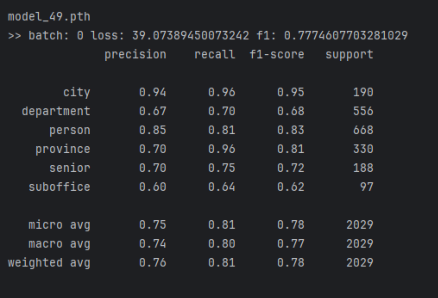 model_49.pth
>> batch: 0 loss: 39.07389450073242 f1: 0.7774607703281029
precision recall f1-score support
city 0.94 0.96 0.95 190
department 0.67 0.70 0.68 556
person 0.85 0.81 0.83 668
province 0.70 0.96 0.81 330
senior 0.70 0.75 0.72 188
suboffice 0.60 0.64 0.62 97
micro avg 0.75 0.81 0.78 2029
macro avg 0.74 0.80 0.77 2029
weighted avg 0.76 0.81 0.78 2029